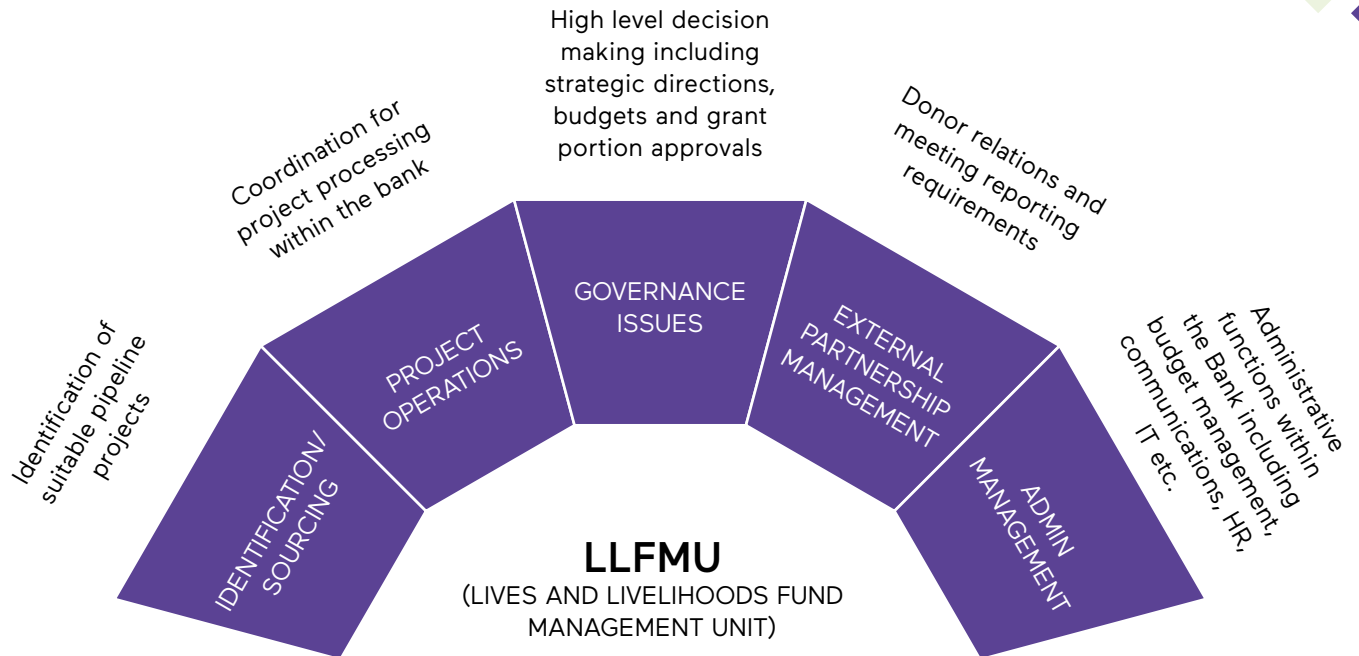 Identification of
suitable pipeline
projects
IDENTIFICATION/
SOURCING
Coordination for
project processing
within the bank
PROJECT
OPERATIONS
High level decision
making including
strategic directions,
budgets and grant
portion approvals
GOVERNANCE
ISSUES
Donor relations and
meeting reporting
requirements
EXTERNAL
PARTNERSHIP
MANAGEMENT
Administrative
functions within
the Bank including
budget management,
communications, HR,
IT etc.
ADMIN
MANAGEMENT
LLFMU
(LIVES AND LIVELIHOODS FUND
MANAGEMENT UNIT)